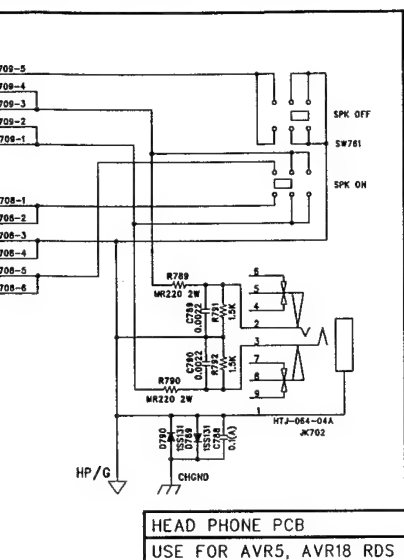 709-5
709-4
709-3
709-2
709-1
SPK OFF
SW761
SPK ON
708-1
708-2
708-3
708-4
708-5
708-6
R789
MR220 2W
C789
0.0022
R791
1.5K
C790
0.0022
R792
1.5K
R790
MR220 2W
6
5
4
2
3
7
8
9
1
HTJ-064-04A
JK702
D790
1SS131
D789
1SS131
C788
0.1(A)
HP/G
CHGND
HEAD PHONE PCB
USE FOR AVR5, AVR18 RDS